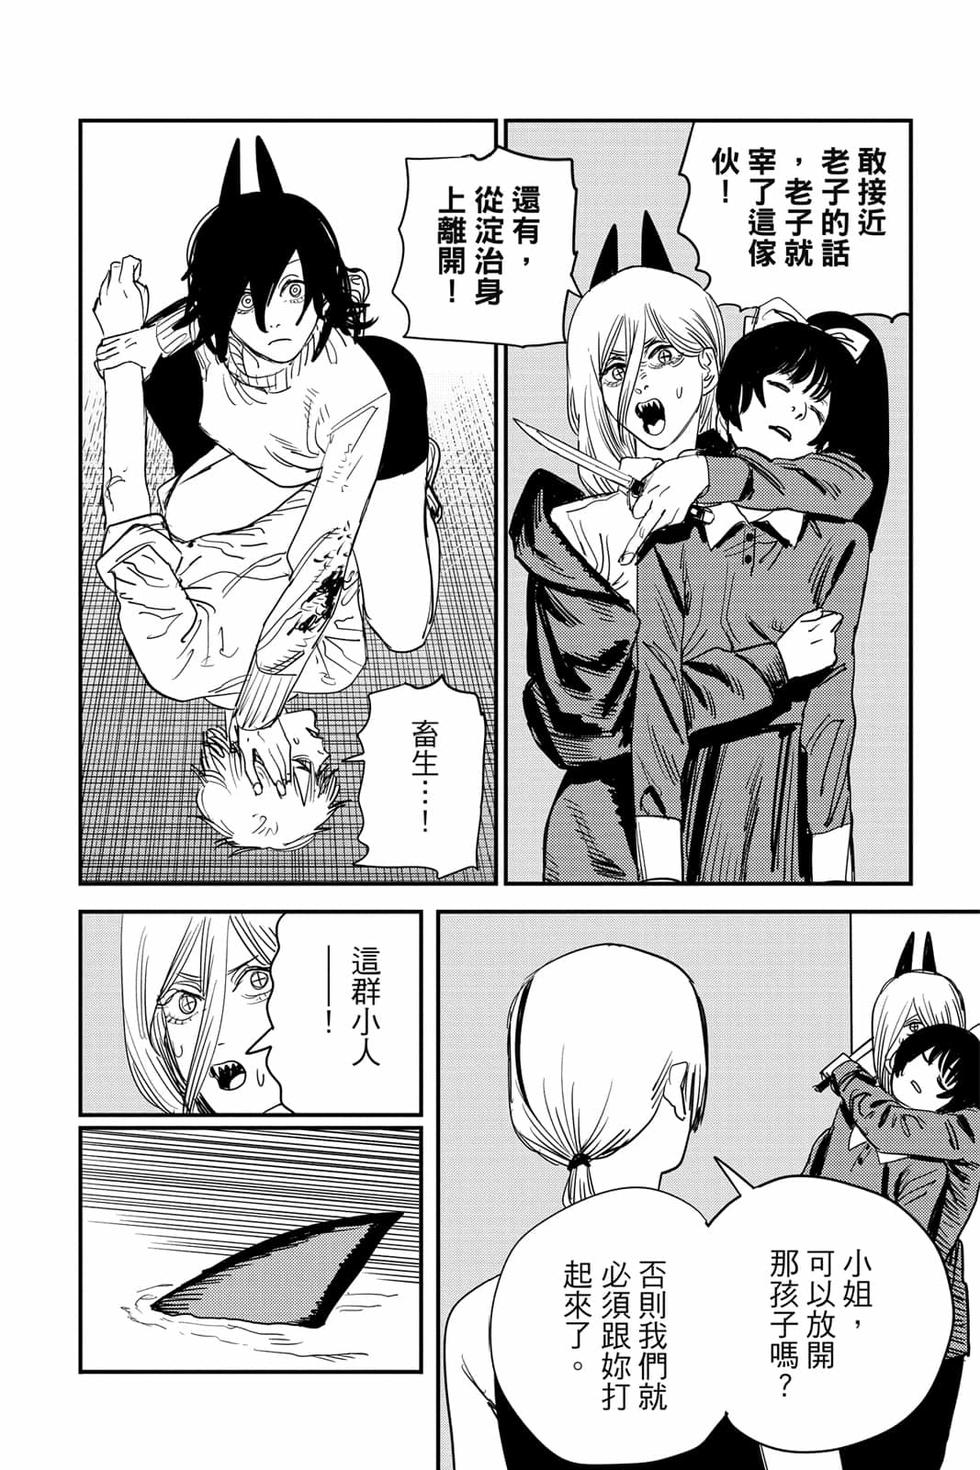 敢接近
老子的話
，老子就
宰了這傢
伙！
還有，
從淀治身
上離開！
畜生…！
小姐，
可以放開
那孩子嗎？
否則我們就
必須跟妳打
起來了。
這群小人
——！